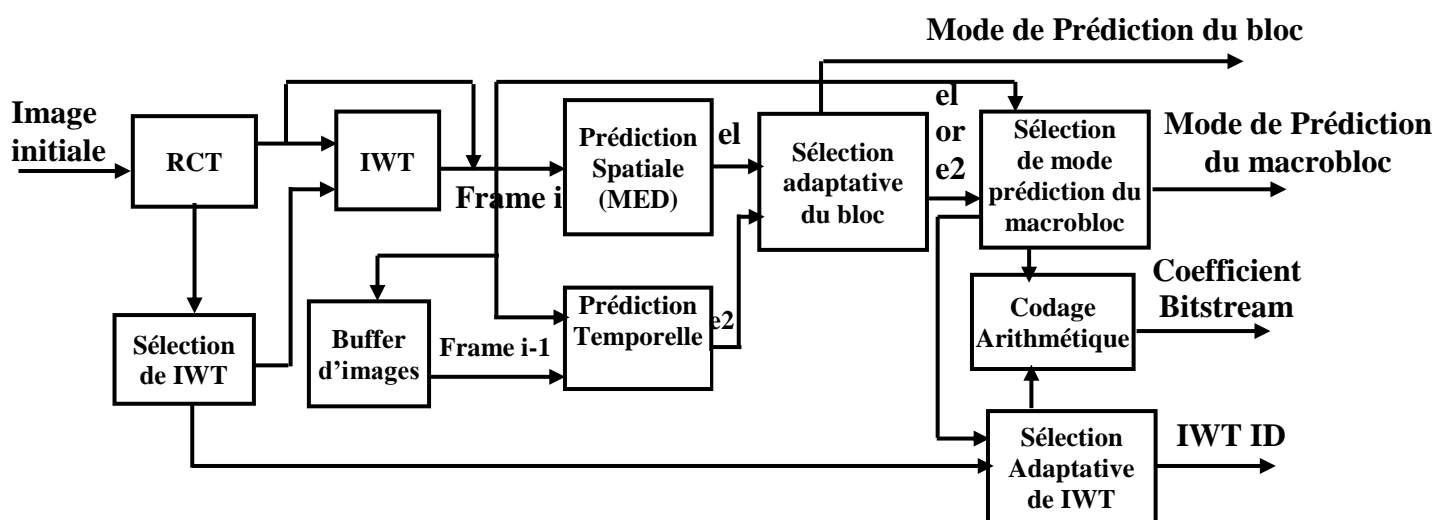 Mode de Prédiction du bloc
Image
initiale
RCT
IWT
Frame i
Prédiction
Spatiale
(MED)
el
Sélection
adaptative
du bloc
el
or
e2
Sélection
de mode
prédiction du
macrobloc
Mode de Prédiction
du macrobloc
Sélection
de IWT
Buffer
d’images
Frame i-1
Prédiction
Temporelle
e2
Codage
Arithmétique
Coefficient
Bitstream
Sélection
Adaptative
de IWT
IWT ID